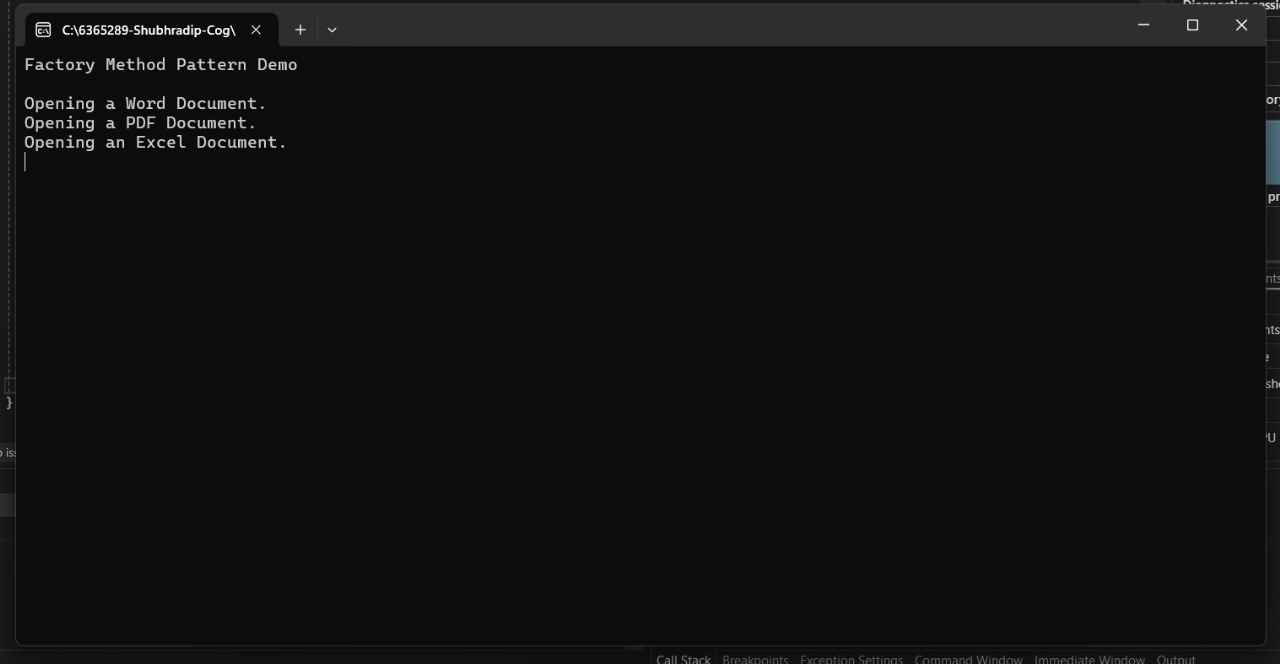 Diagnostics
C:\6365289-Shubhradip-Cog\
Factory Method Pattern Demo
Opening a Word Document.
Opening a PDF Document.
Opening an Excel Document.
}
Call Stack Breakpoints Exception Settings Command Window Immediate Window Output